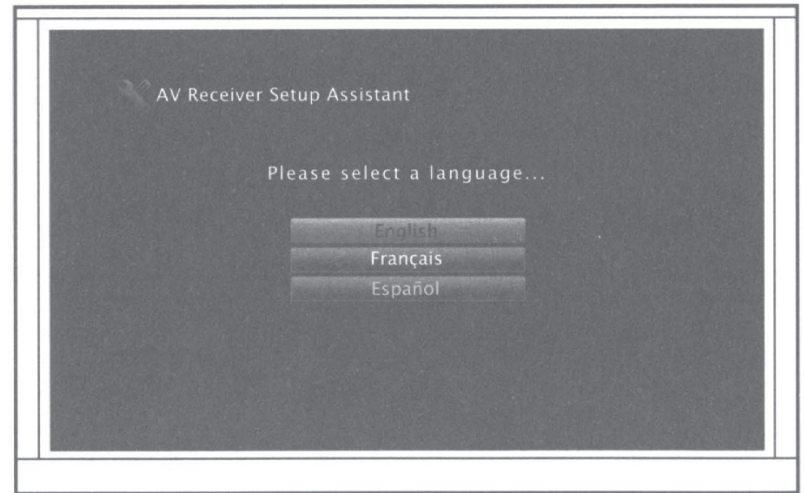 AV Receiver Setup Assistant
Please select a language...
English
Français
Español